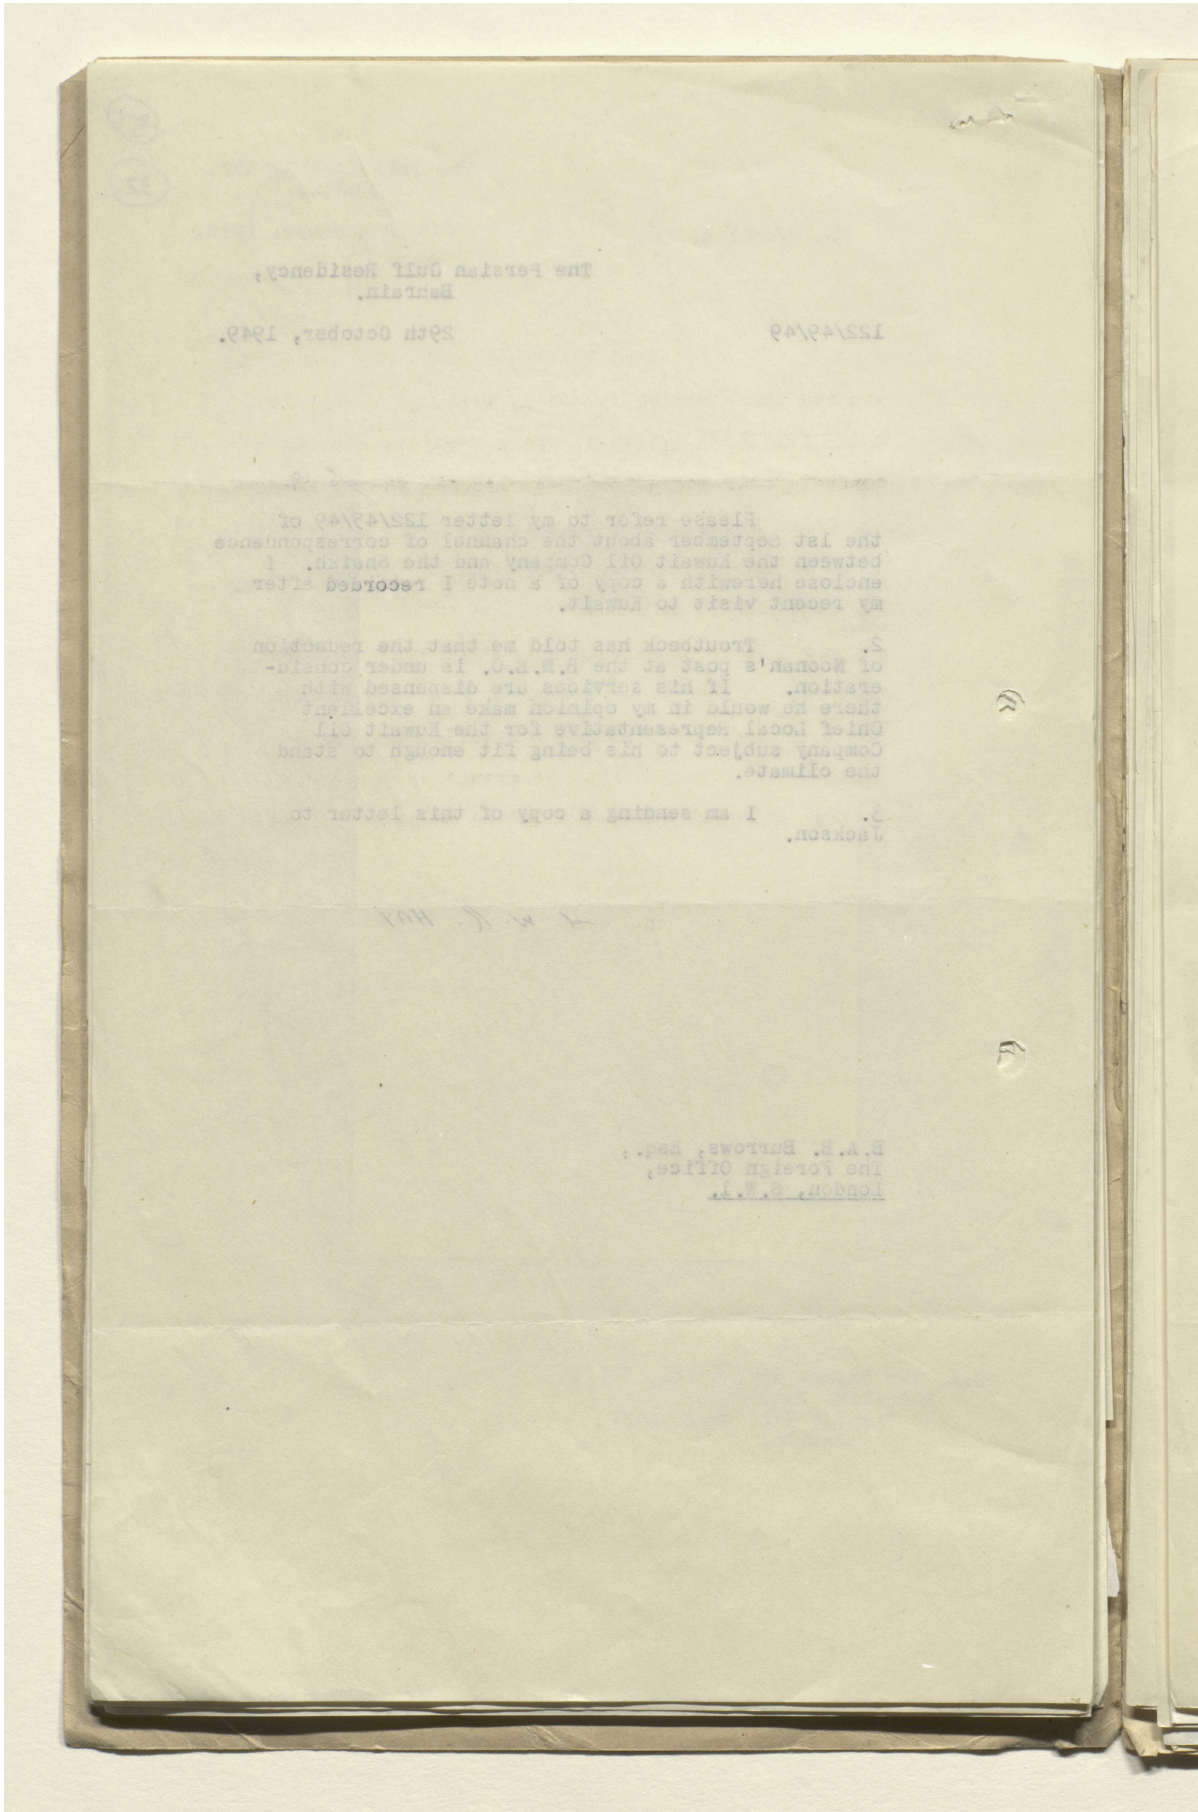 The Persian Gulf Residency,
Bahrain.
122/49/49 29th October, 1949.
Please refer to my letter 122/45/49 of
the 1st September about the channel of correspondence
between the Kuwait Oil Company and the Shaikh. I
enclose herewith a copy of a note I recorded after
my recent visit to Kuwait.
2. Troutbeck has told me that the reduction
of Noonan's post at the B.M.E.O. is under consid-
eration. If his services are dispensed with
there he would in my opinion make an excellent
Chief Local Representative for the Kuwait Oil
Company subject to his being fit enough to stand
the climate.
3. I am sending a copy of this letter to
Jackson.
W. R. HAY
B.A.B. Burrows, Esq.,
The Foreign Office,
London, S.W.1.